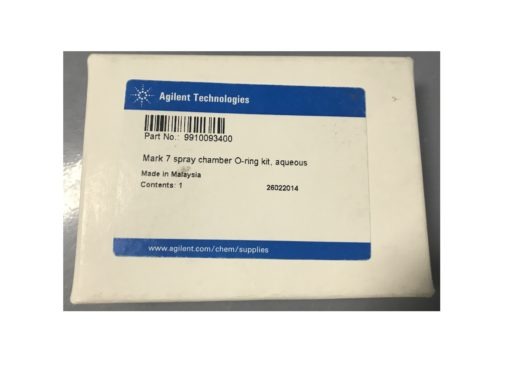 Agilent Technologies
Part No.: 9910093400
Mark 7 spray chamber O-ring kit, aqueous
Made in Malaysia
Contents: 1 26022014
www.agilent.com/chem/supplies